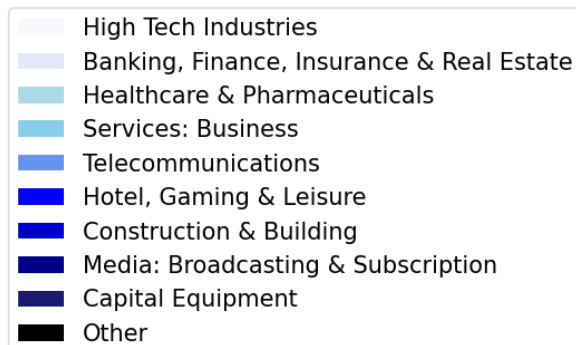 High Tech Industries
Banking, Finance, Insurance & Real Estate
Healthcare & Pharmaceuticals
Services: Business
Telecommunications
Hotel, Gaming & Leisure
Construction & Building
Media: Broadcasting & Subscription
Capital Equipment
Other